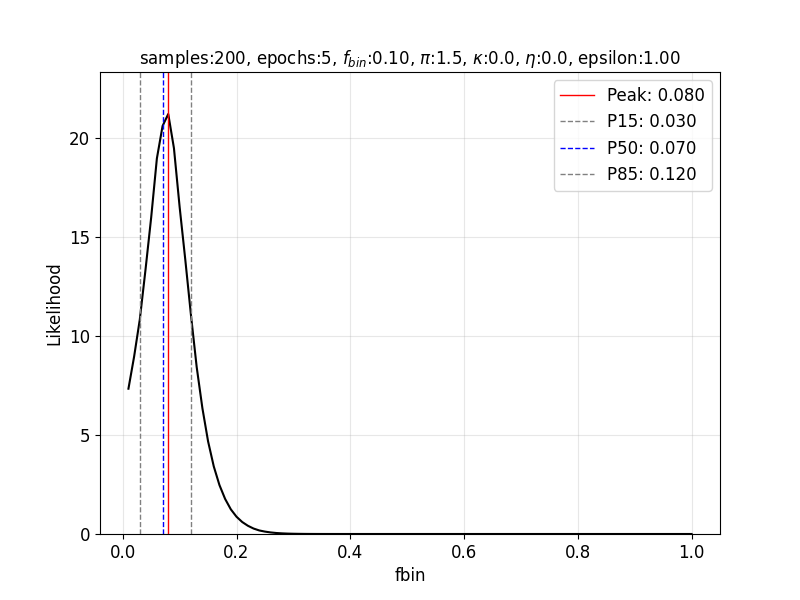 samples:200, epochs:5, $f_{bin}$:0.10, π:1.5, κ:0.0, η:0.0, epsilon:1.00
Peak: 0.080
P15: 0.030
P50: 0.070
P85: 0.120
Likelihood
20
15
10
5
0
0.0 0.2 0.4 0.6 0.8 1.0
fbin